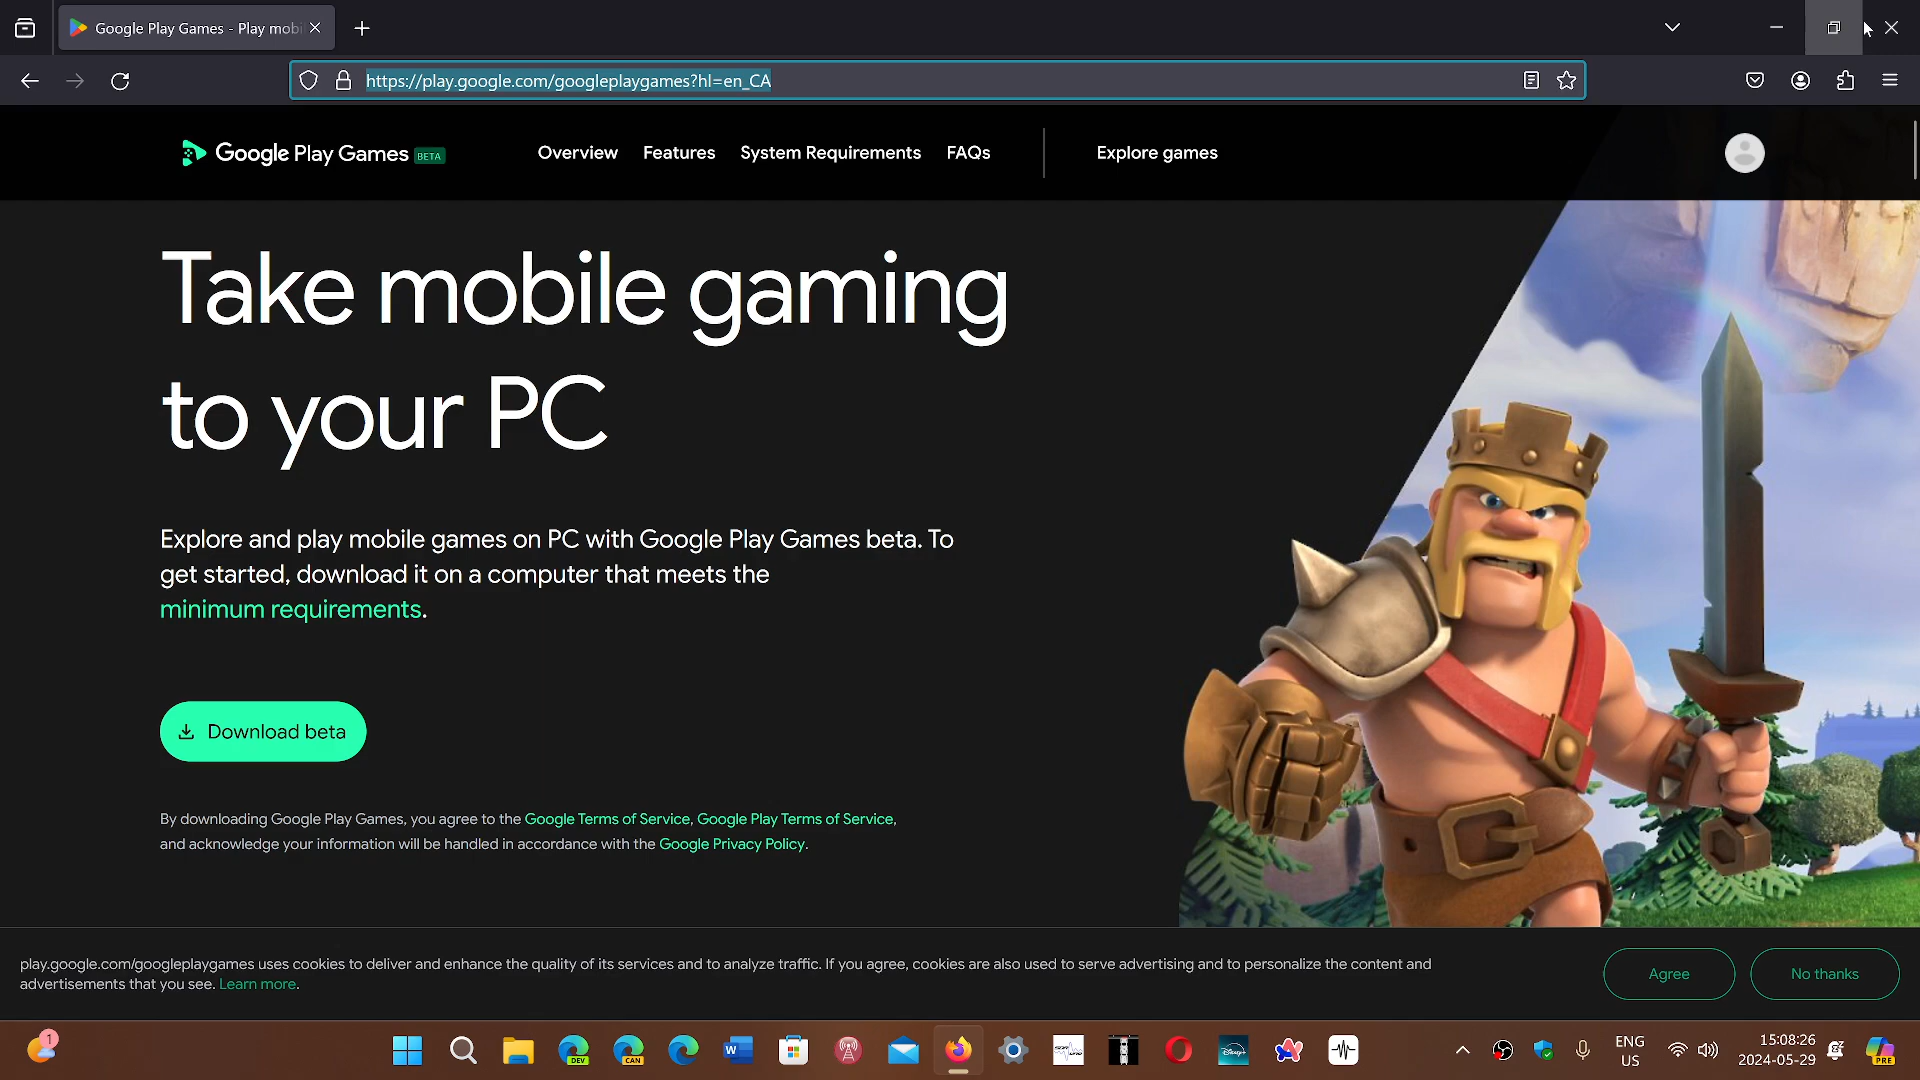 Google Play Games - Play mobi
https://play.google.com/googleplaygames?hl=en_CA
Google Play Games BETA
Overview
Features
System Requirements
FAQs
Explore games
Take mobile gaming
to your PC
Explore and play mobile games on PC with Google Play Games beta. To
get started, download it on a computer that meets the
minimum requirements.
Download beta
By downloading Google Play Games, you agree to the Google Terms of Service, Google Play Terms of Service,
and acknowledge your information will be handled in accordance with the Google Privacy Policy.
play.google.com/googleplaygames uses cookies to deliver and enhance the quality of its services and to analyze traffic. If you agree, cookies are also used to serve advertising and to personalize the content and
advertisements that you see. Learn more.
Agree
No thanks
1
DEV
CAN
W
Disney+
ENG
US
15:08:26
2024-05-29
PRE